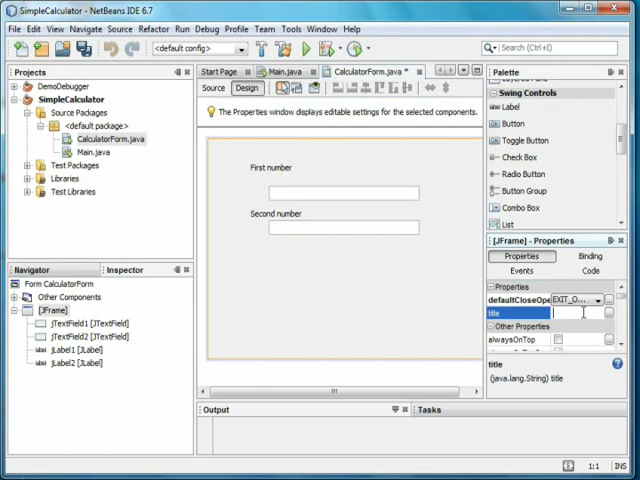 SimpleCalculator - NetBeans IDE 6.7
File Edit View Navigate Source Refactor Run Debug Profile Team Tools Window Help
<default config>
Search (Ctrl+I)
Projects
DemoDebugger
SimpleCalculator
Source Packages
<default package>
CalculatorForm.java
Main.java
Test Packages
Libraries
Test Libraries
Navigator
Inspector
Form CalculatorForm
Other Components
[JFrame]
jTextField1 [JTextField]
jTextField2 [JTextField]
jLabel1 [JLabel]
jLabel2 [JLabel]
Start Page
Main.java
CalculatorForm.java *
Source
Design
The Properties window displays editable settings for the selected components.
First number
Second number
Output
Tasks
Palette
Swing Controls
label Label
OK Button
Toggle Button
Check Box
Radio Button
Button Group
Combo Box
List
[JFrame] - Properties
Properties
Binding
Events
Code
Properties
defaultCloseOpe EXIT_O...
title
Other Properties
alwaysOnTop
title
(java.lang.String) title
1:1
INS